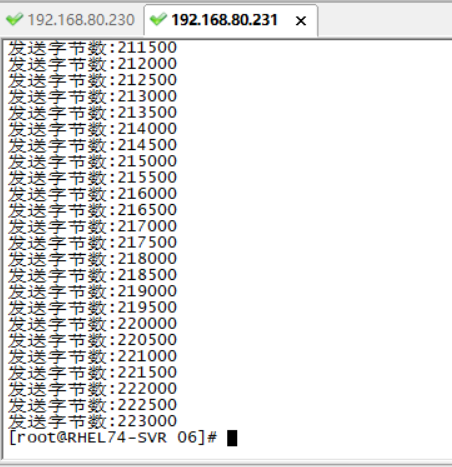 192.168.80.230 192.168.80.231 ×
发送字节数:211500
发送字节数:212000
发送字节数:212500
发送字节数:213000
发送字节数:213500
发送字节数:214000
发送字节数:214500
发送字节数:215000
发送字节数:215500
发送字节数:216000
发送字节数:216500
发送字节数:217000
发送字节数:217500
发送字节数:218000
发送字节数:218500
发送字节数:219000
发送字节数:219500
发送字节数:220000
发送字节数:220500
发送字节数:221000
发送字节数:221500
发送字节数:222000
发送字节数:222500
发送字节数:223000
[root@RHEL74-SVR 06]#